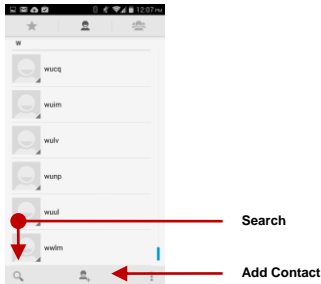 12:07 PM
W
wucq
wuim
wulv
wunp
wuul
wwlm
Search
Add Contact